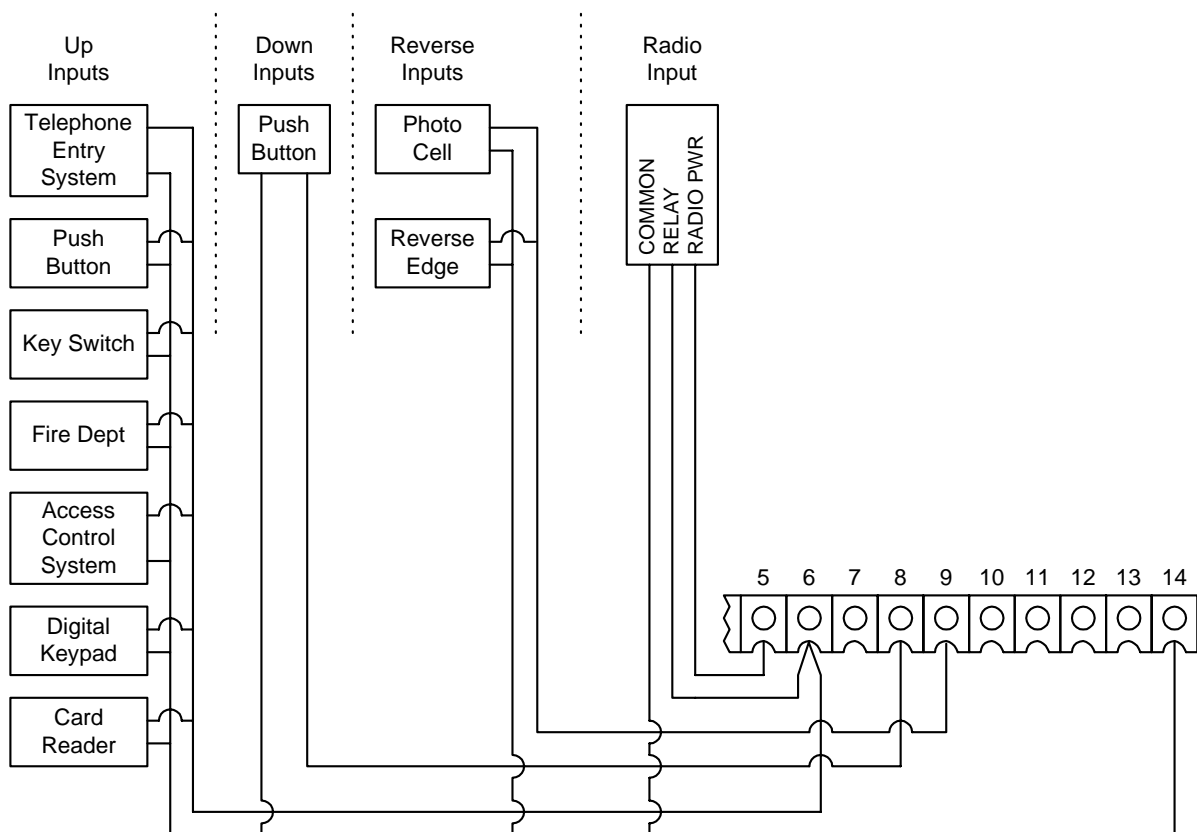 Up
Inputs
Down
Inputs
Reverse
Inputs
Radio
Input
Telephone
Entry
System
Push
Button
Key Switch
Fire Dept
Access
Control
System
Digital
Keypad
Card
Reader
Push
Button
Photo
Cell
Reverse
Edge
COMMON
RELAY
RADIO PWR
5 6 7 8 9 10 11 12 13 14